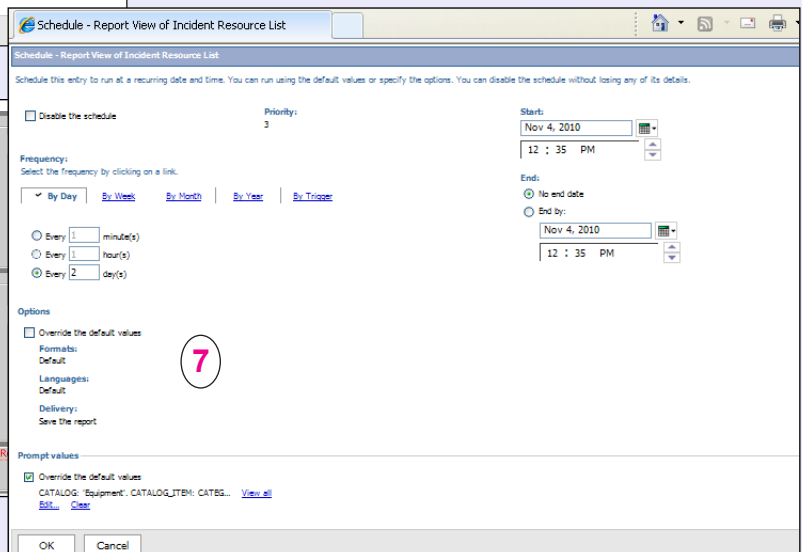 Schedule - Report View of Incident Resource List
Schedule - Report View of Incident Resource List
Schedule this entry to run at a recurring date and time. You can run using the default values or specify the options. You can disable the schedule without losing any of its details.
Disable the schedule
Priority:
3
Start:
Nov 4, 2010
12 : 35 PM
Frequency:
Select the frequency by clicking on a link.
By Day By Week By Month By Year By Trigger
Every 1 minute(s)
Every 1 hour(s)
Every 2 day(s)
End:
No end date
End by:
Nov 4, 2010
12 : 35 PM
Options
Override the default values
Formats:
Default
Languages:
Default
Delivery:
Save the report
7
Prompt values
Override the default values
CATALOG: 'Equipment'. CATALOG_ITEM: CATEG... View all
Edit... Clear
OK Cancel